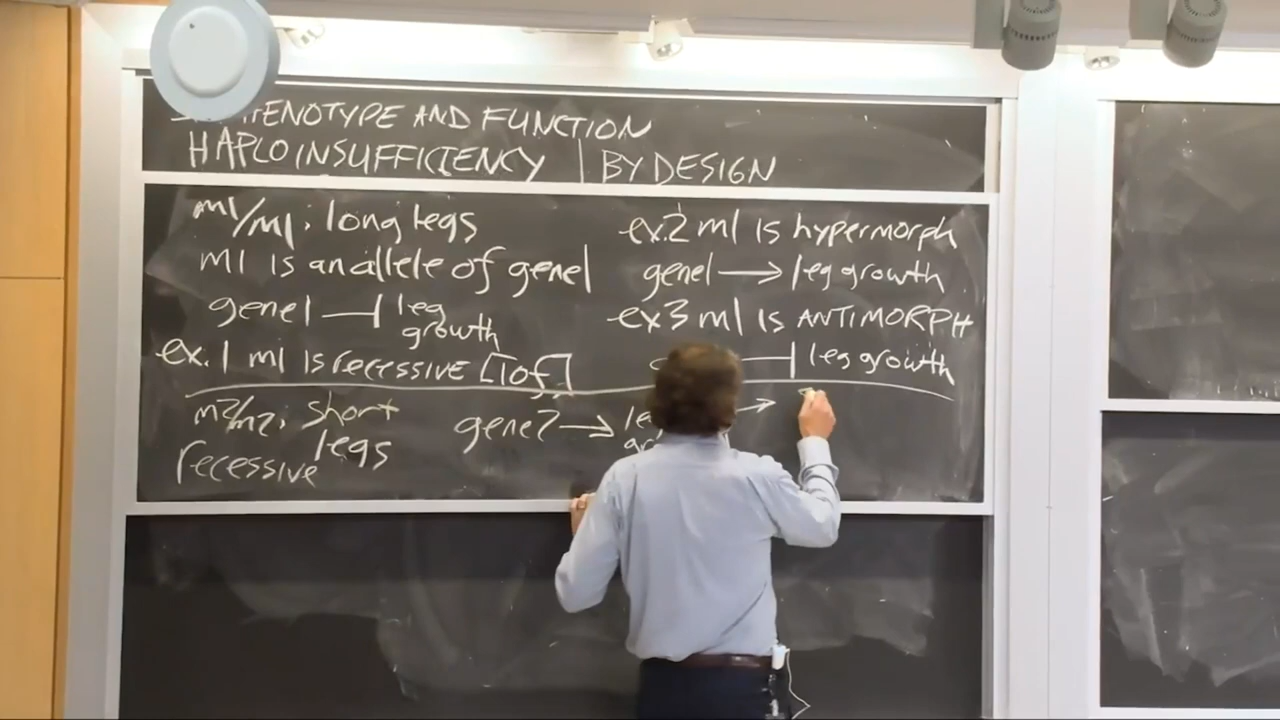 PHENOTYPE AND FUNCTION
HAPLOINSUFFICIENCY | BY DESIGN
m1/m1; long legs
m1 is an allele of gene1
gene1 ⊣ leg growth
ex. 1 m1 is recessive [lof]
m2/m2; short legs
recessive
gene2 →
→
ex.2 m1 is hypermorph
gene1 → leg growth
ex 3 m1 is ANTIMORPH
⊣ leg growth